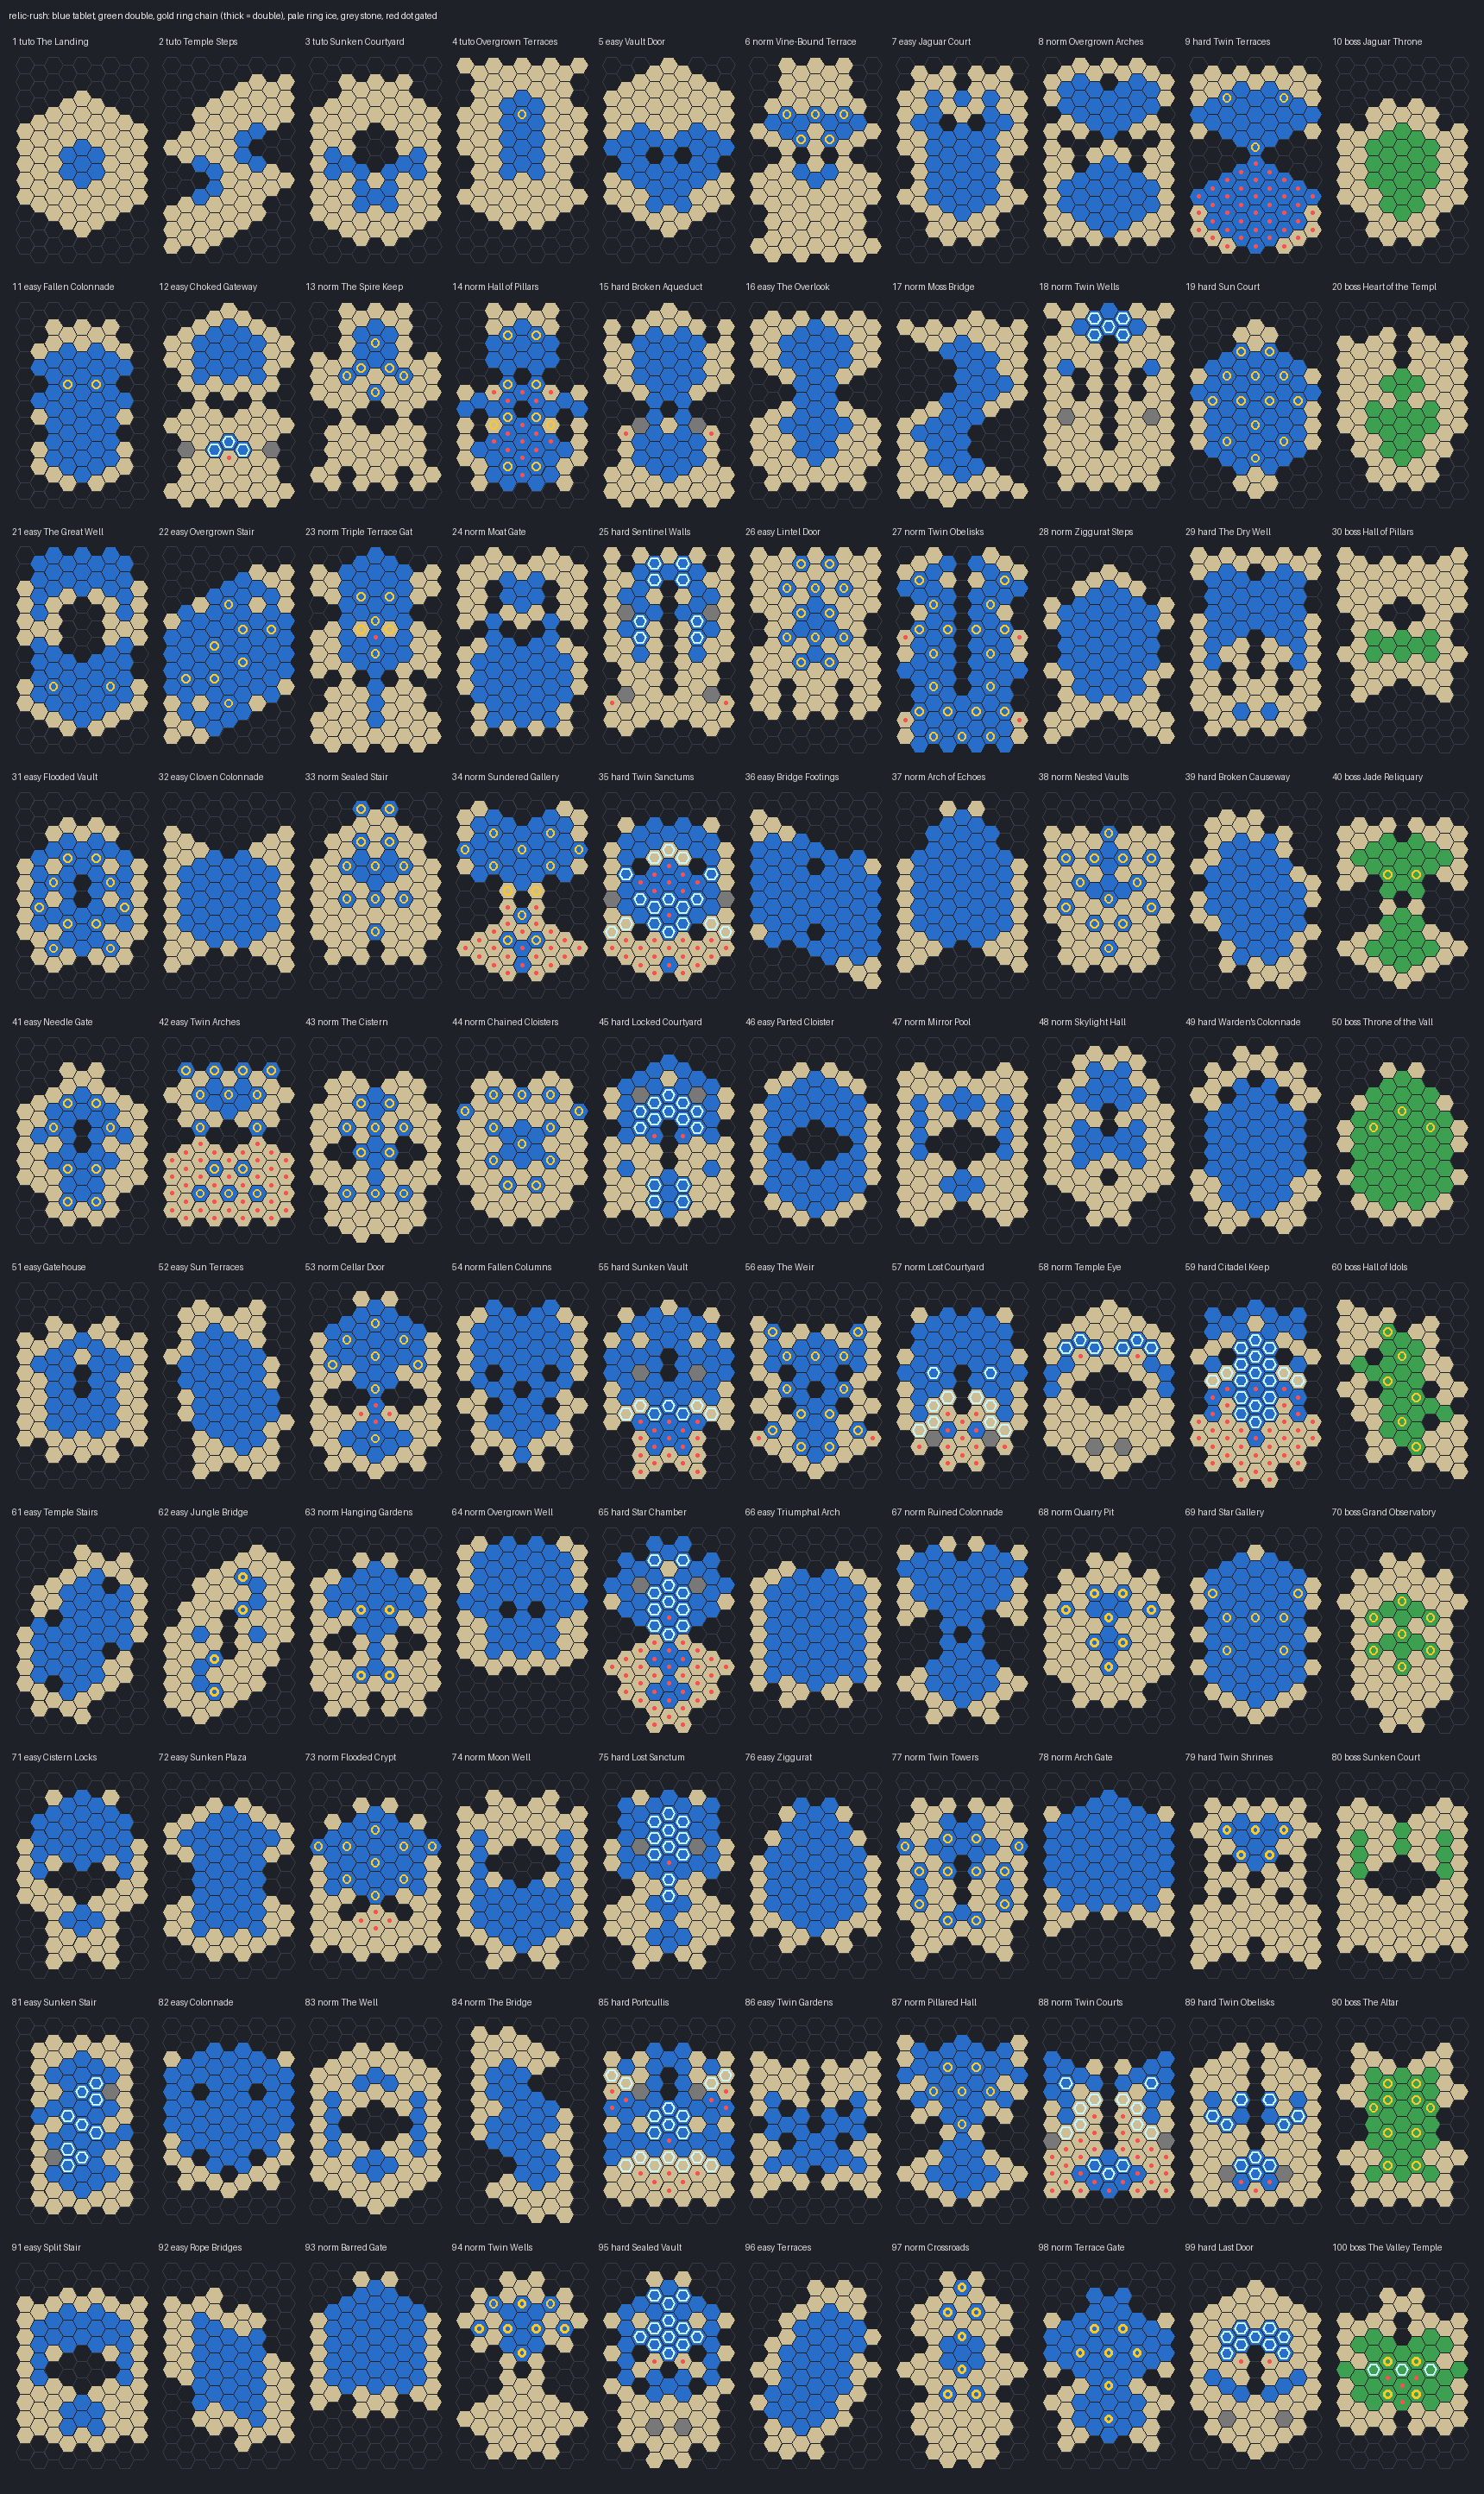 relic-rush: blue tablet, green double, gold ring chain (thick = double), pale ring ice, grey stone, red dot gated
1 tuto The Landing
2 tuto Temple Steps
3 tuto Sunken Courtyard
4 tuto Overgrown Terraces
5 easy Vault Door
6 norm Vine-Bound Terrace
7 easy Jaguar Court
8 norm Overgrown Arches
9 hard Twin Terraces
10 boss Jaguar Throne
11 easy Fallen Colonnade
12 easy Choked Gateway
13 norm The Spire Keep
14 norm Hall of Pillars
15 hard Broken Aqueduct
16 easy The Overlook
17 norm Moss Bridge
18 norm Twin Wells
19 hard Sun Court
20 boss Heart of the Templ
21 easy The Great Well
22 easy Overgrown Stair
23 norm Triple Terrace Gat
24 norm Moat Gate
25 hard Sentinel Walls
26 easy Lintel Door
27 norm Twin Obelisks
28 norm Ziggurat Steps
29 hard The Dry Well
30 boss Hall of Pillars
31 easy Flooded Vault
32 easy Cloven Colonnade
33 norm Sealed Stair
34 norm Sundered Gallery
35 hard Twin Sanctums
36 easy Bridge Footings
37 norm Arch of Echoes
38 norm Nested Vaults
39 hard Broken Causeway
40 boss Jade Reliquary
41 easy Needle Gate
42 easy Twin Arches
43 norm The Cistern
44 norm Chained Cloisters
45 hard Locked Courtyard
46 easy Parted Cloister
47 norm Mirror Pool
48 norm Skylight Hall
49 hard Warden's Colonnade
50 boss Throne of the Vall
51 easy Gatehouse
52 easy Sun Terraces
53 norm Cellar Door
54 norm Fallen Columns
55 hard Sunken Vault
56 easy The Weir
57 norm Lost Courtyard
58 norm Temple Eye
59 hard Citadel Keep
60 boss Hall of Idols
61 easy Temple Stairs
62 easy Jungle Bridge
63 norm Hanging Gardens
64 norm Overgrown Well
65 hard Star Chamber
66 easy Triumphal Arch
67 norm Ruined Colonnade
68 norm Quarry Pit
69 hard Star Gallery
70 boss Grand Observatory
71 easy Cistern Locks
72 easy Sunken Plaza
73 norm Flooded Crypt
74 norm Moon Well
75 hard Lost Sanctum
76 easy Ziggurat
77 norm Twin Towers
78 norm Arch Gate
79 hard Twin Shrines
80 boss Sunken Court
81 easy Sunken Stair
82 easy Colonnade
83 norm The Well
84 norm The Bridge
85 hard Portcullis
86 easy Twin Gardens
87 norm Pillared Hall
88 norm Twin Courts
89 hard Twin Obelisks
90 boss The Altar
91 easy Split Stair
92 easy Rope Bridges
93 norm Barred Gate
94 norm Twin Wells
95 hard Sealed Vault
96 easy Terraces
97 norm Crossroads
98 norm Terrace Gate
99 hard Last Door
100 boss The Valley Temple